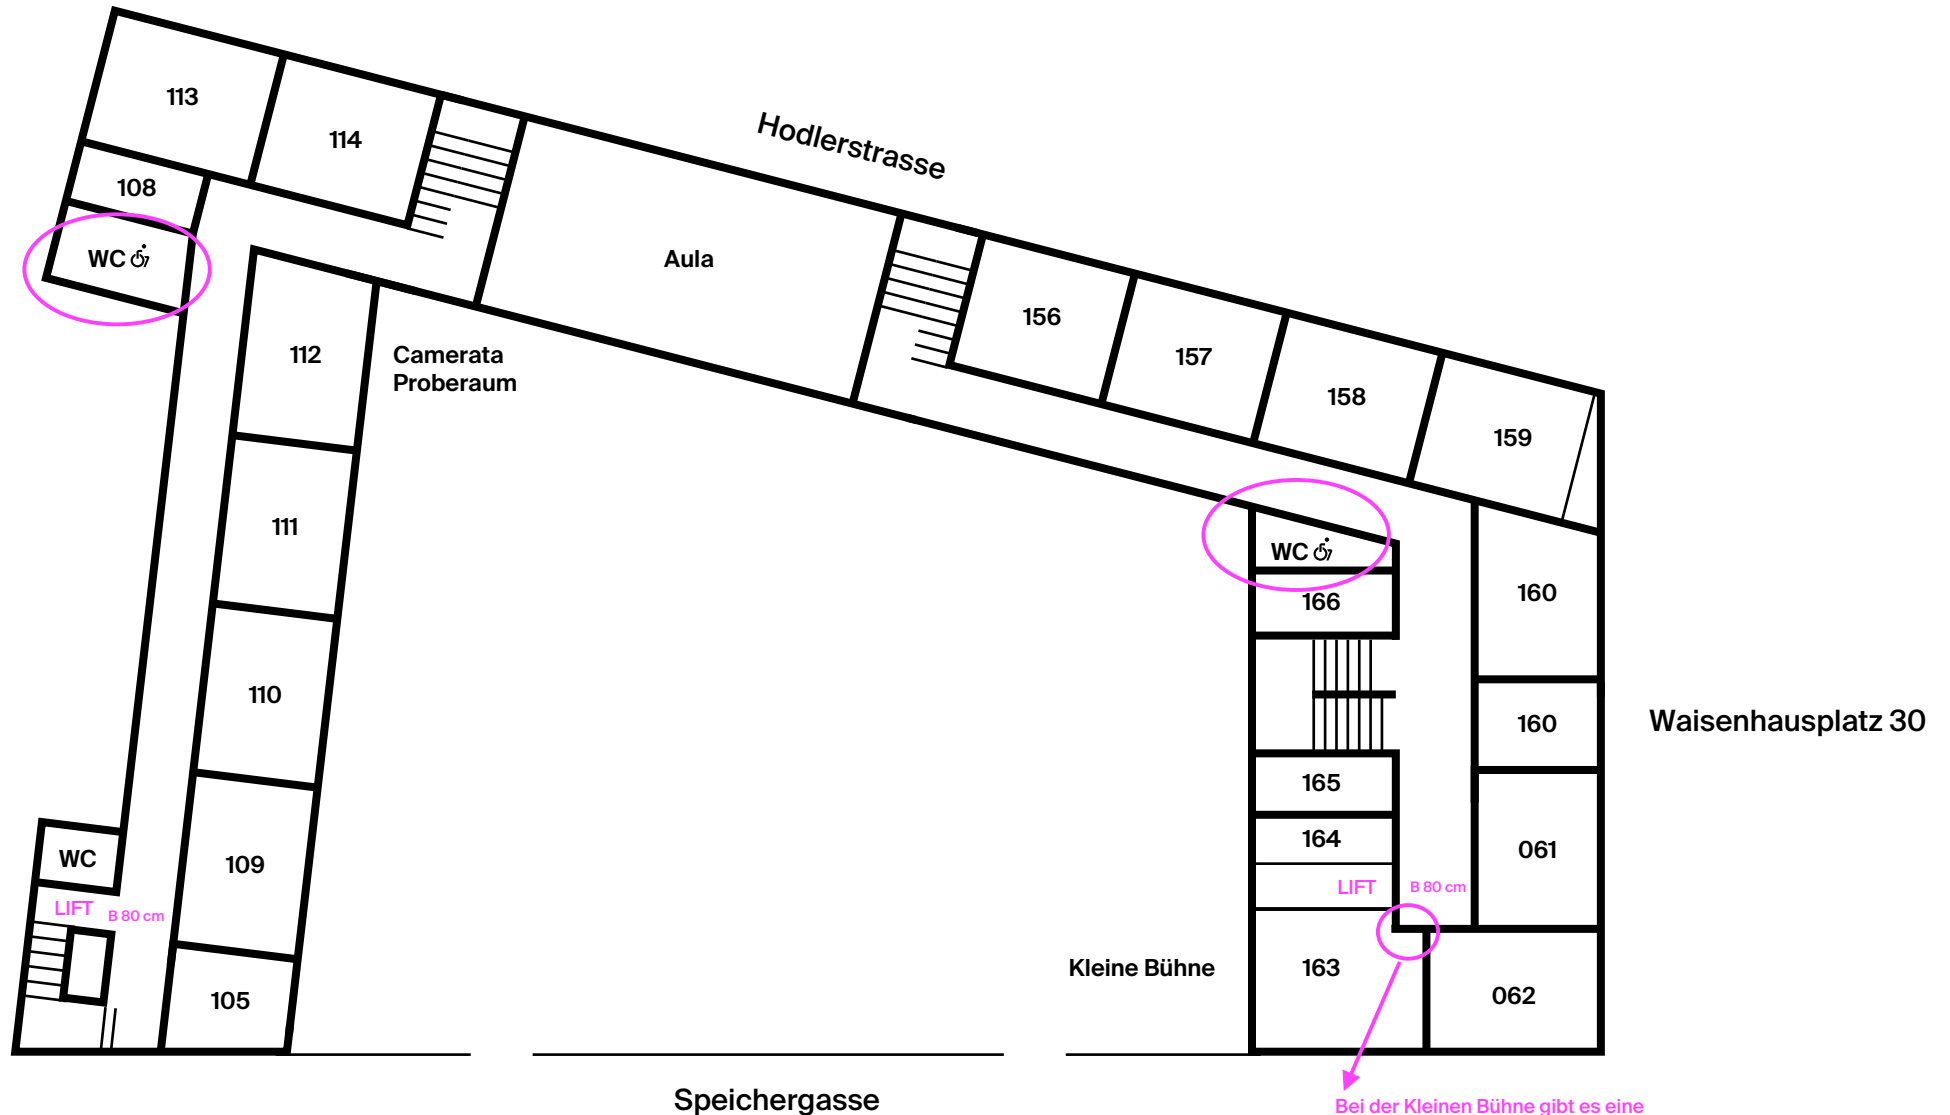 113
114
Hodlerstrasse
108
WC
Aula
156
112
Camerata
Proberaum
157
158
159
111
WC
160
166
110
160
Waisenhausplatz 30
165
164
061
WC
109
LIFT
B 80 cm
LIFT
B 80 cm
Kleine Bühne
163
062
105
Speichergasse
Bei der Kleinen Bühne gibt es eine